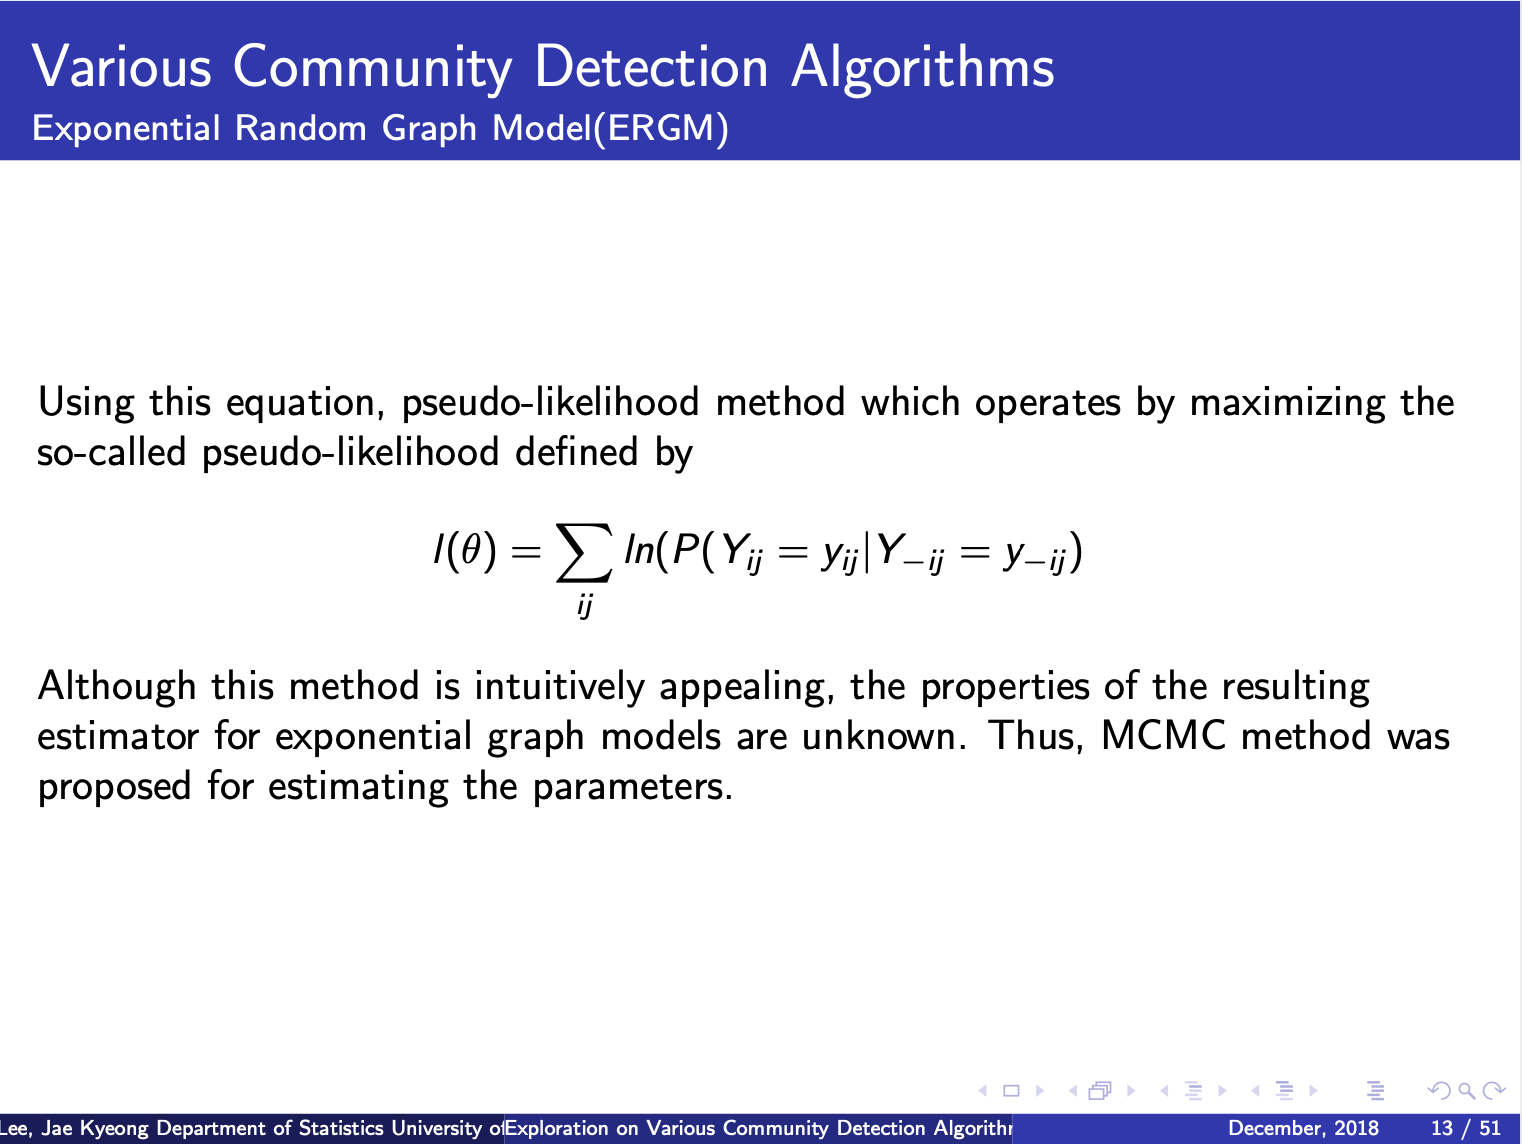 Various Community Detection Algorithms
Exponential Random Graph Model(ERGM)
Using this equation, pseudo-likelihood method which operates by maximizing the
so-called pseudo-likelihood defined by
l(θ) = ∑_{ij} ln(P(Y_{ij} = y_{ij}|Y_{−ij} = y_{−ij})
Although this method is intuitively appealing, the properties of the resulting
estimator for exponential graph models are unknown. Thus, MCMC method was
proposed for estimating the parameters.
Lee, Jae Kyeong Department of Statistics University of Exploration on Various Community Detection Algorith December, 2018 13 / 51